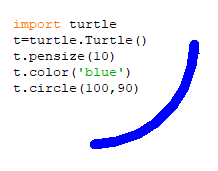 import turtle
t=turtle.Turtle()
t.pensize(10)
t.color('blue')
t.circle(100,90)